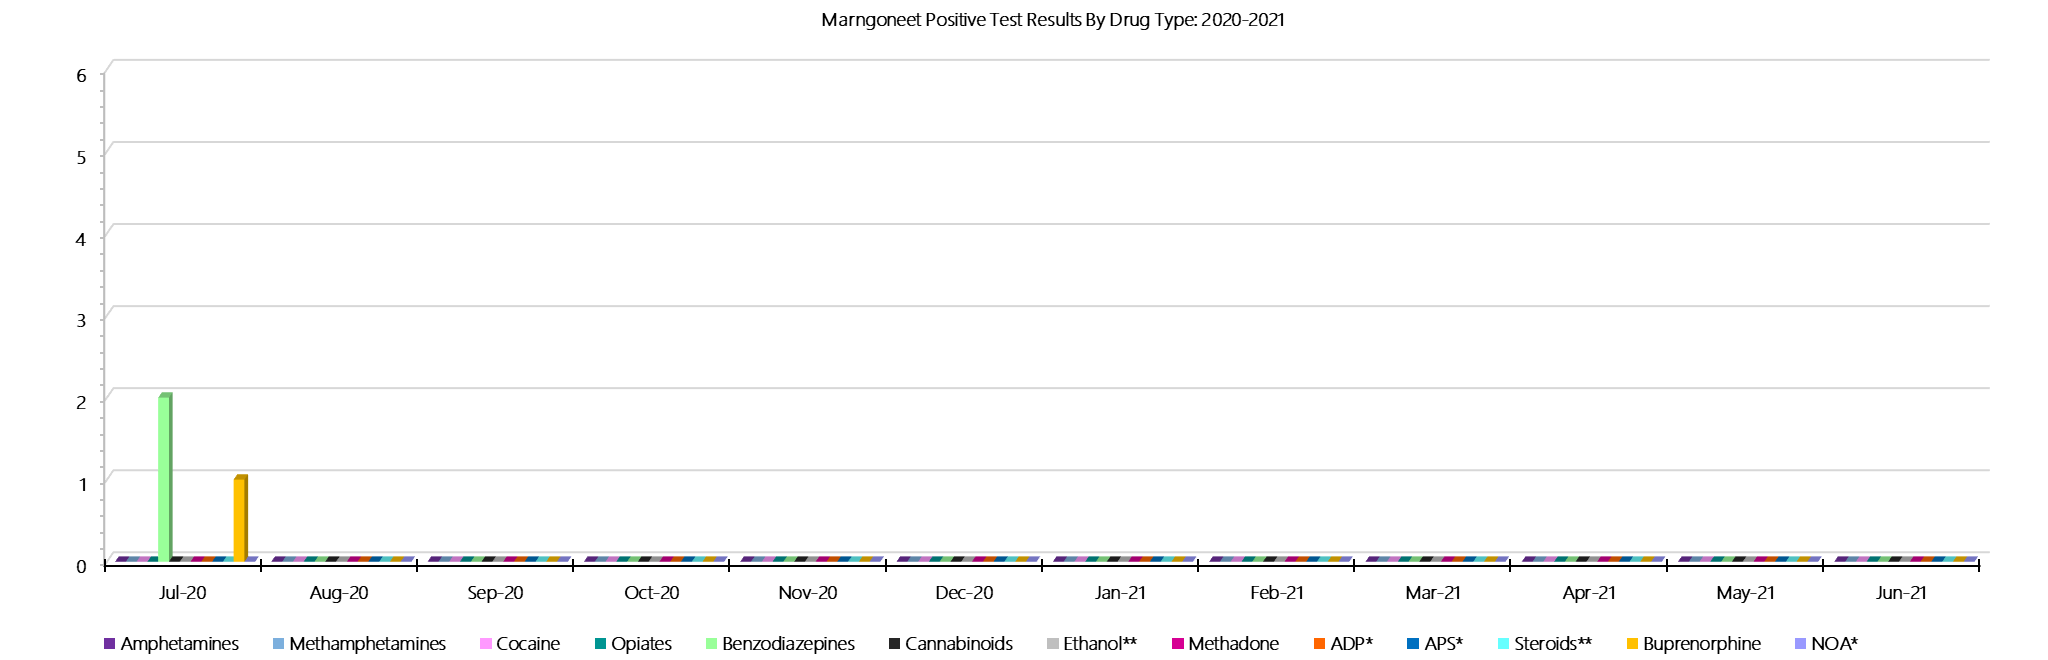 Marngoneet Positive Test Results By Drug Type: 2020-2021
6
5
4
3
2
1
0
Jul-20 Aug-20 Sep-20 Oct-20 Nov-20 Dec-20 Jan-21 Feb-21 Mar-21 Apr-21 May-21 Jun-21
Amphetamines Methamphetamines Cocaine Opiates Benzodiazepines Cannabinoids Ethanol** Methadone ADP* APS* Steroids** Buprenorphine NOA*